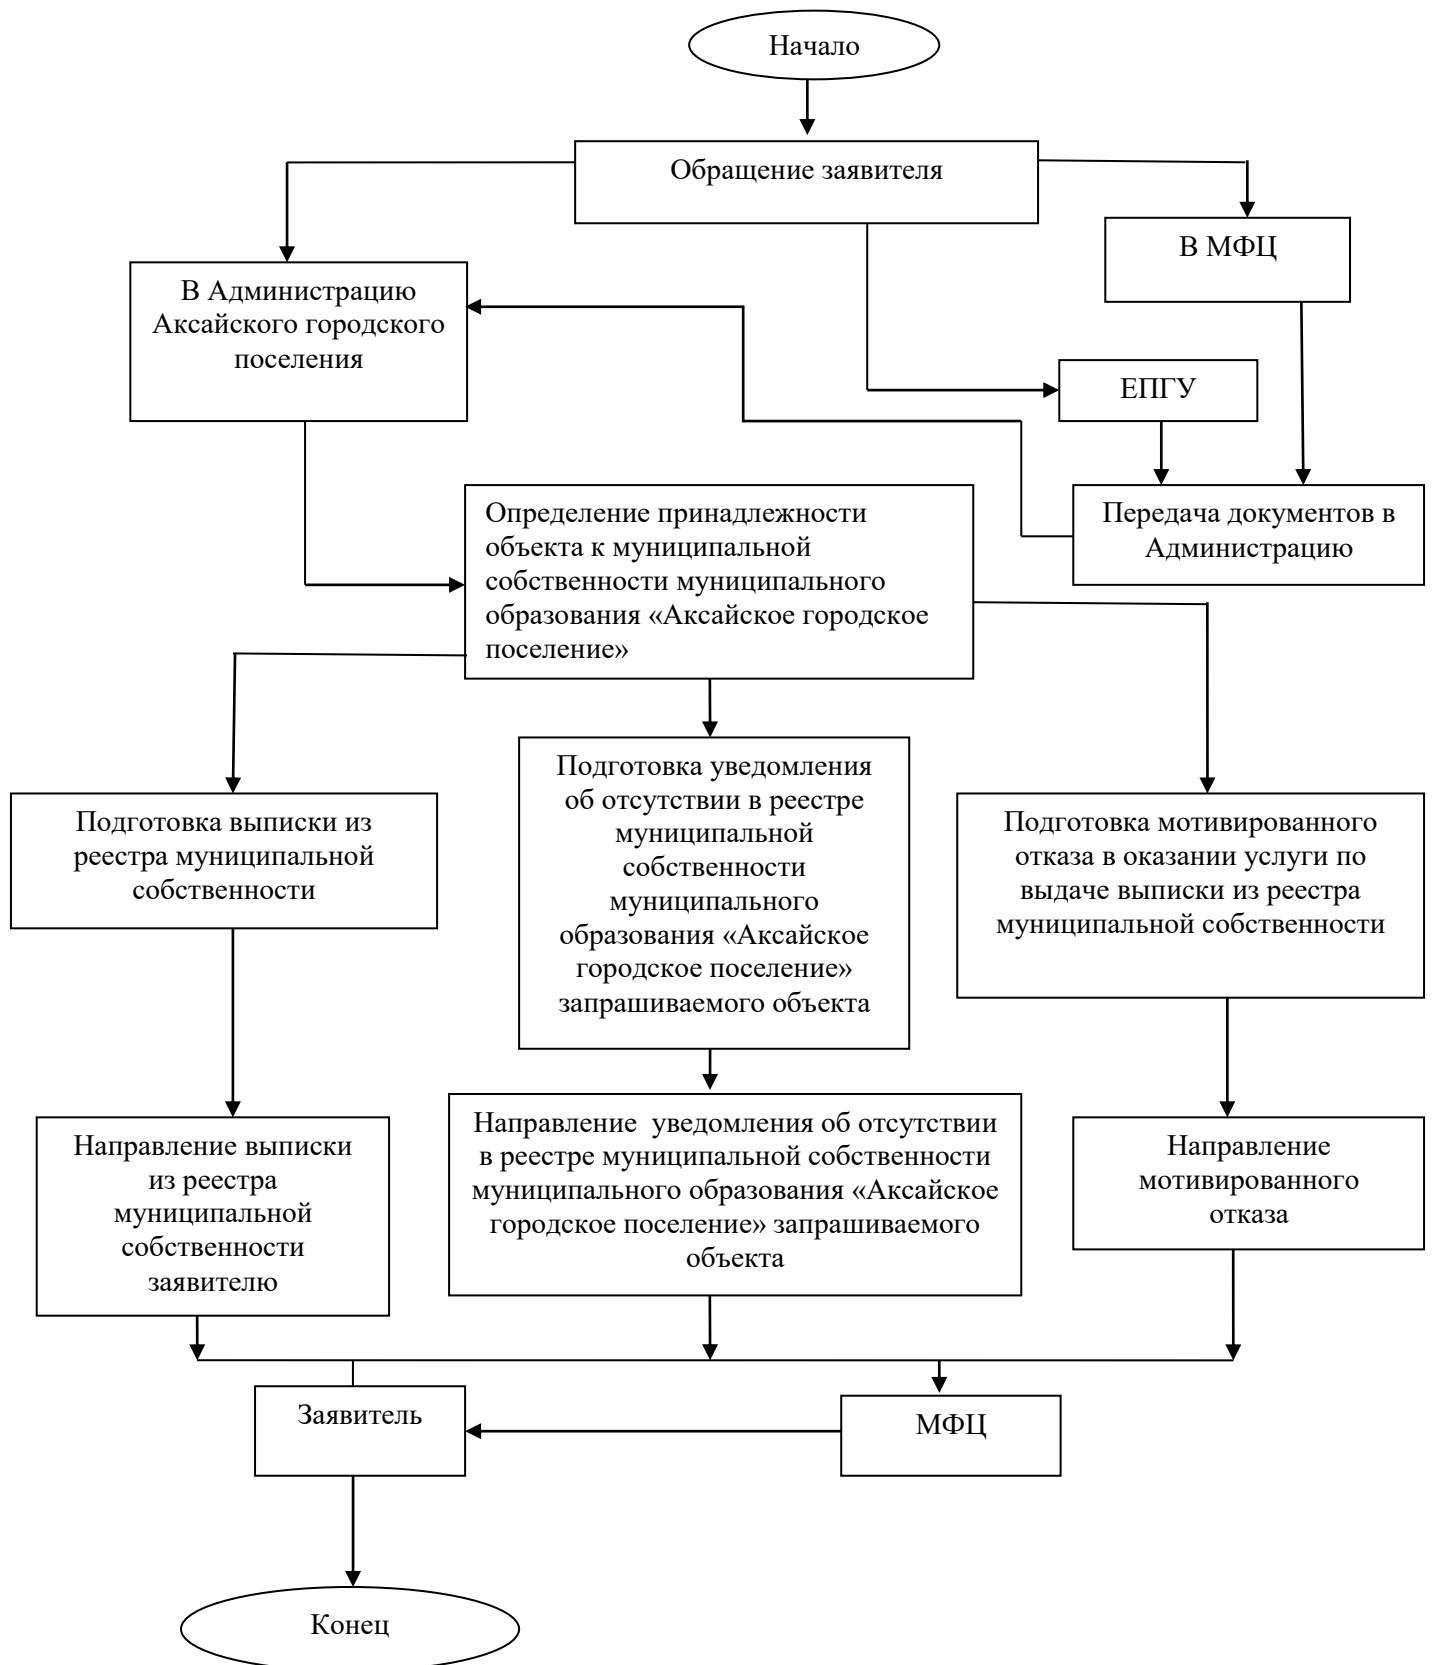 Начало
Обращение заявителя
В МФЦ
В Администрацию
Аксайского городского
поселения
ЕПГУ
Передача документов в
Администрацию
Определение принадлежности
объекта к муниципальной
собственности муниципального
образования «Аксайское городское
поселение»
Подготовка выписки из
реестра муниципальной
собственности
Подготовка уведомления
об отсутствии в реестре
муниципальной
собственности
муниципального
образования «Аксайское
городское поселение»
запрашиваемого объекта
Подготовка мотивированного
отказа в оказании услуги по
выдаче выписки из реестра
муниципальной собственности
Направление выписки
из реестра
муниципальной
собственности
заявителю
Направление  уведомления об отсутствии
в реестре муниципальной собственности
муниципального образования «Аксайское
городское поселение» запрашиваемого
объекта
Направление
мотивированного
отказа
Заявитель
МФЦ
Конец